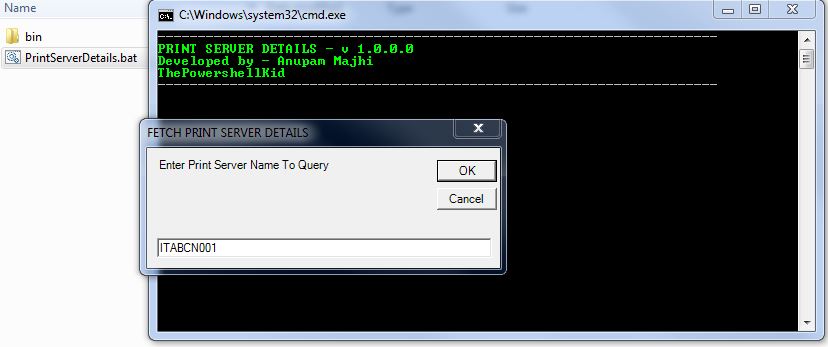 Name
Type
C:\Windows\system32\cmd.exe
bin
PrintServerDetails.bat
PRINT SERVER DETAILS - v 1.0.0.0
Developed by - Anupam Majhi
ThePowershellKid
FETCH PRINT SERVER DETAILS
Enter Print Server Name To Query
OK
Cancel
ITABCN001